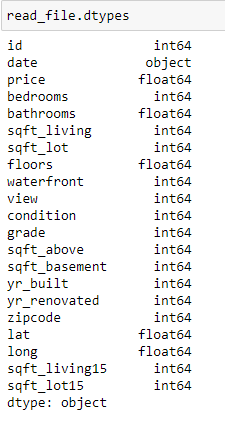 read_file.dtypes
id int64
date object
price float64
bedrooms int64
bathrooms float64
sqft_living int64
sqft_lot int64
floors float64
waterfront int64
view int64
condition int64
grade int64
sqft_above int64
sqft_basement int64
yr_built int64
yr_renovated int64
zipcode int64
lat float64
long float64
sqft_living15 int64
sqft_lot15 int64
dtype: object